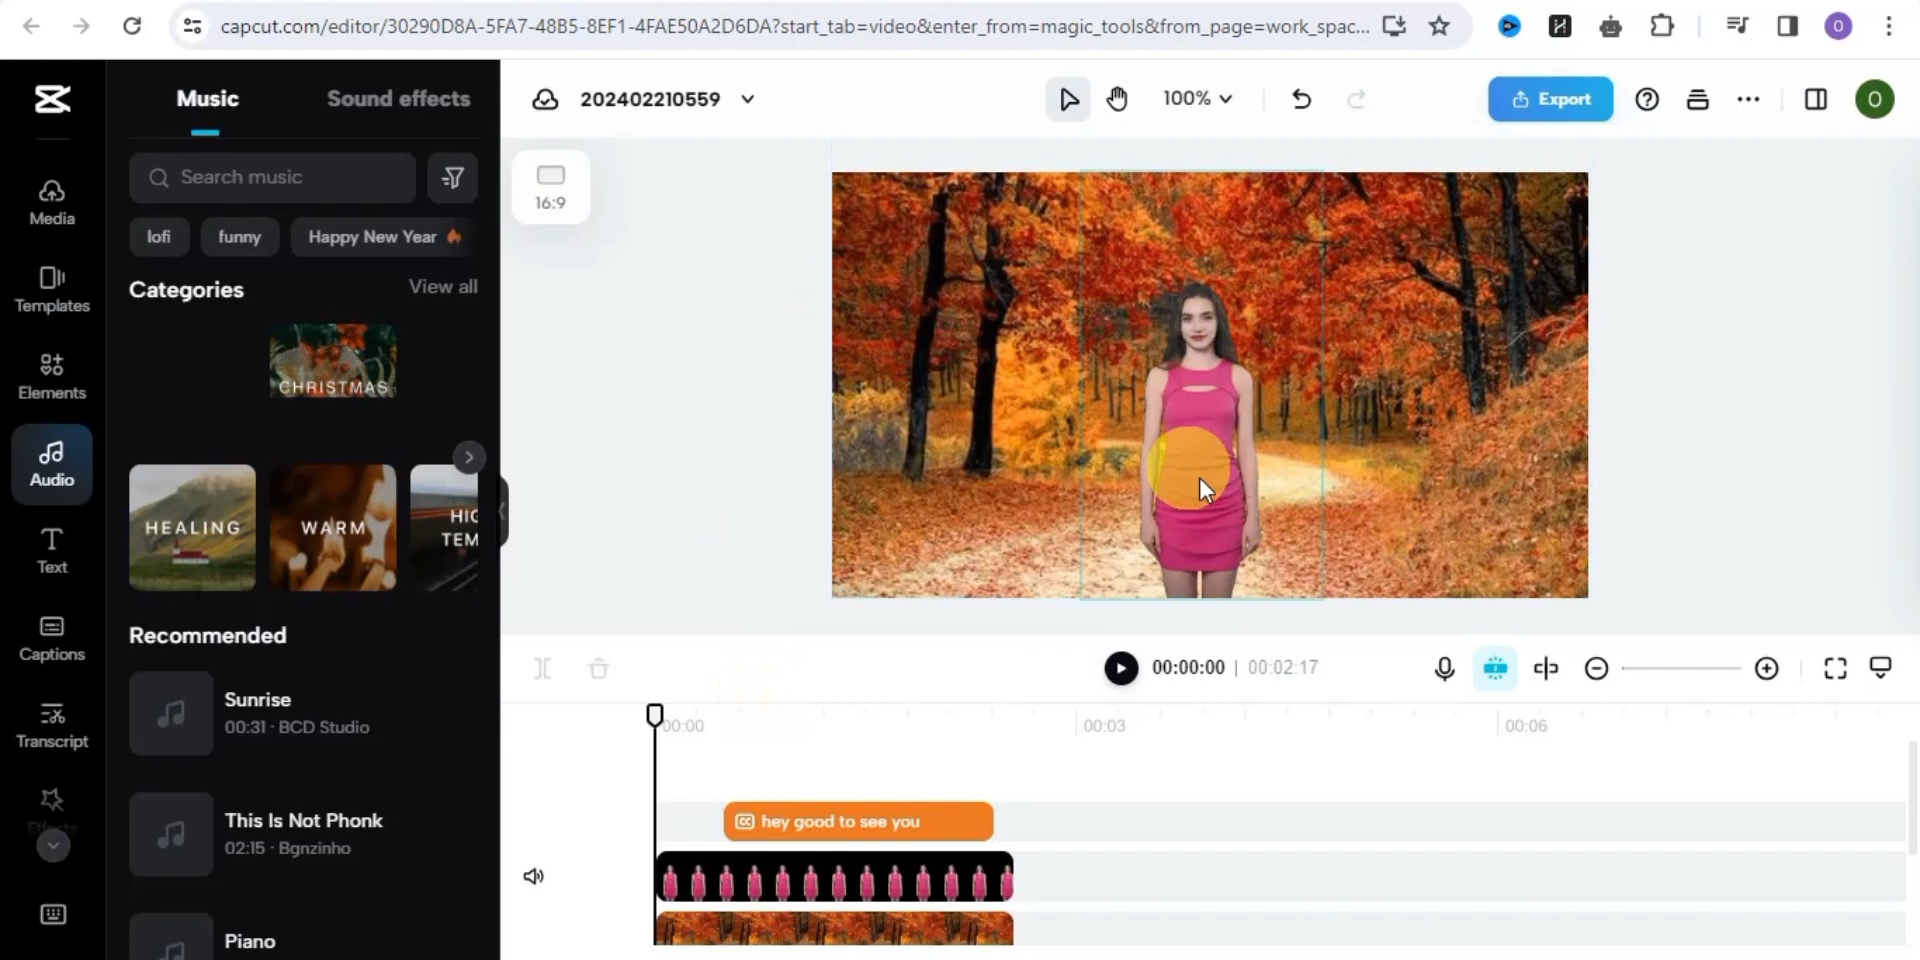 capcut.com/editor/30290D8A-5FA7-48B5-8EF1-4FAE50A2D6DA?start_tab=video&enter_from=magic_tools&from_page=work_spac...
O
Music
Sound effects
202402210559
100%
Export
O
Search music
16:9
Media
lofi
funny
Happy New Year
Categories
View all
Templates
CHRISTMAS
Elements
Audio
HEALING
WARM
HIG
TEM
Text
Recommended
Captions
Sunrise
00:31 · BCD Studio
00:00:00 | 00:02:17
Transcript
00:00
00:03
00:06
Effects
This Is Not Phonk
02:15 · Bgnzinho
hey good to see you
Piano